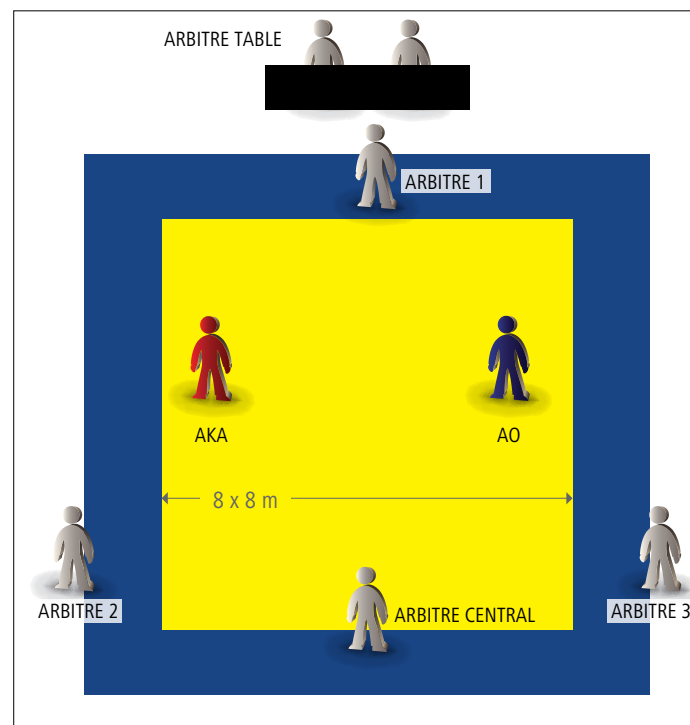 ARBITRE TABLE
ARBITRE 1
AKA
AO
8 x 8 m
ARBITRE 2
ARBITRE CENTRAL
ARBITRE 3